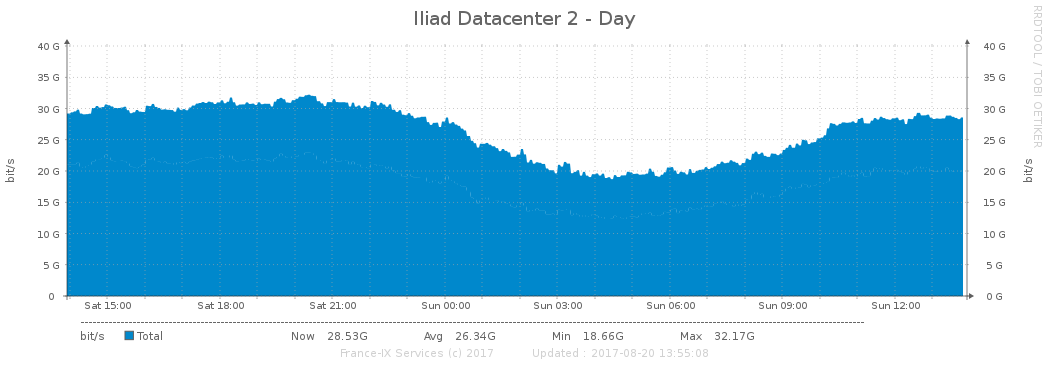 Iliad Datacenter 2 - Day
RRDTOOL / TOBI OETIKER
40 G 40 G
35 G 35 G
30 G 30 G
25 G 25 G
20 G 20 G
15 G 15 G
10 G 10 G
5 G 5 G
0 0 G
bit/s bit/s
Sat 15:00 Sat 18:00 Sat 21:00 Sun 00:00 Sun 03:00 Sun 06:00 Sun 09:00 Sun 12:00
bit/s Total Now 28.53G Avg 26.34G Min 18.66G Max 32.17G
France-IX Services (c) 2017 Updated : 2017-08-20 13:55:08